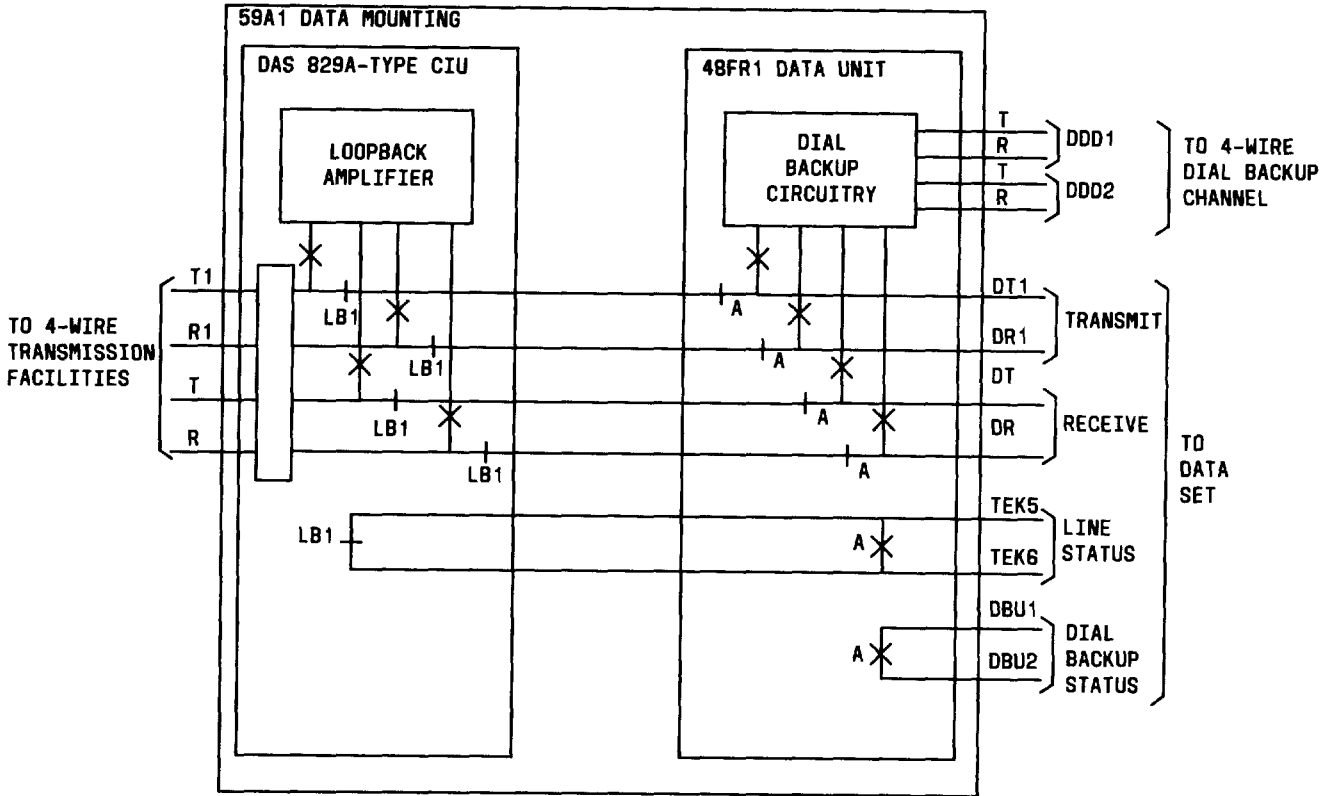 59A1 DATA MOUNTING
DAS 829A-TYPE CIU
48FR1 DATA UNIT
LOOPBACK
AMPLIFIER
DIAL
BACKUP
CIRCUITRY
T
R
DDD1
T
R
DDD2
TO 4-WIRE
DIAL BACKUP
CHANNEL
TO 4-WIRE
TRANSMISSION
FACILITIES
T1
R1
T
R
LB1
LB1
LB1
LB1
A
A
A
A
DT1
DR1
TRANSMIT
DT
DR
RECEIVE
TO
DATA
SET
LB1
A
TEK5
TEK6
LINE
STATUS
A
DBU1
DBU2
DIAL
BACKUP
STATUS